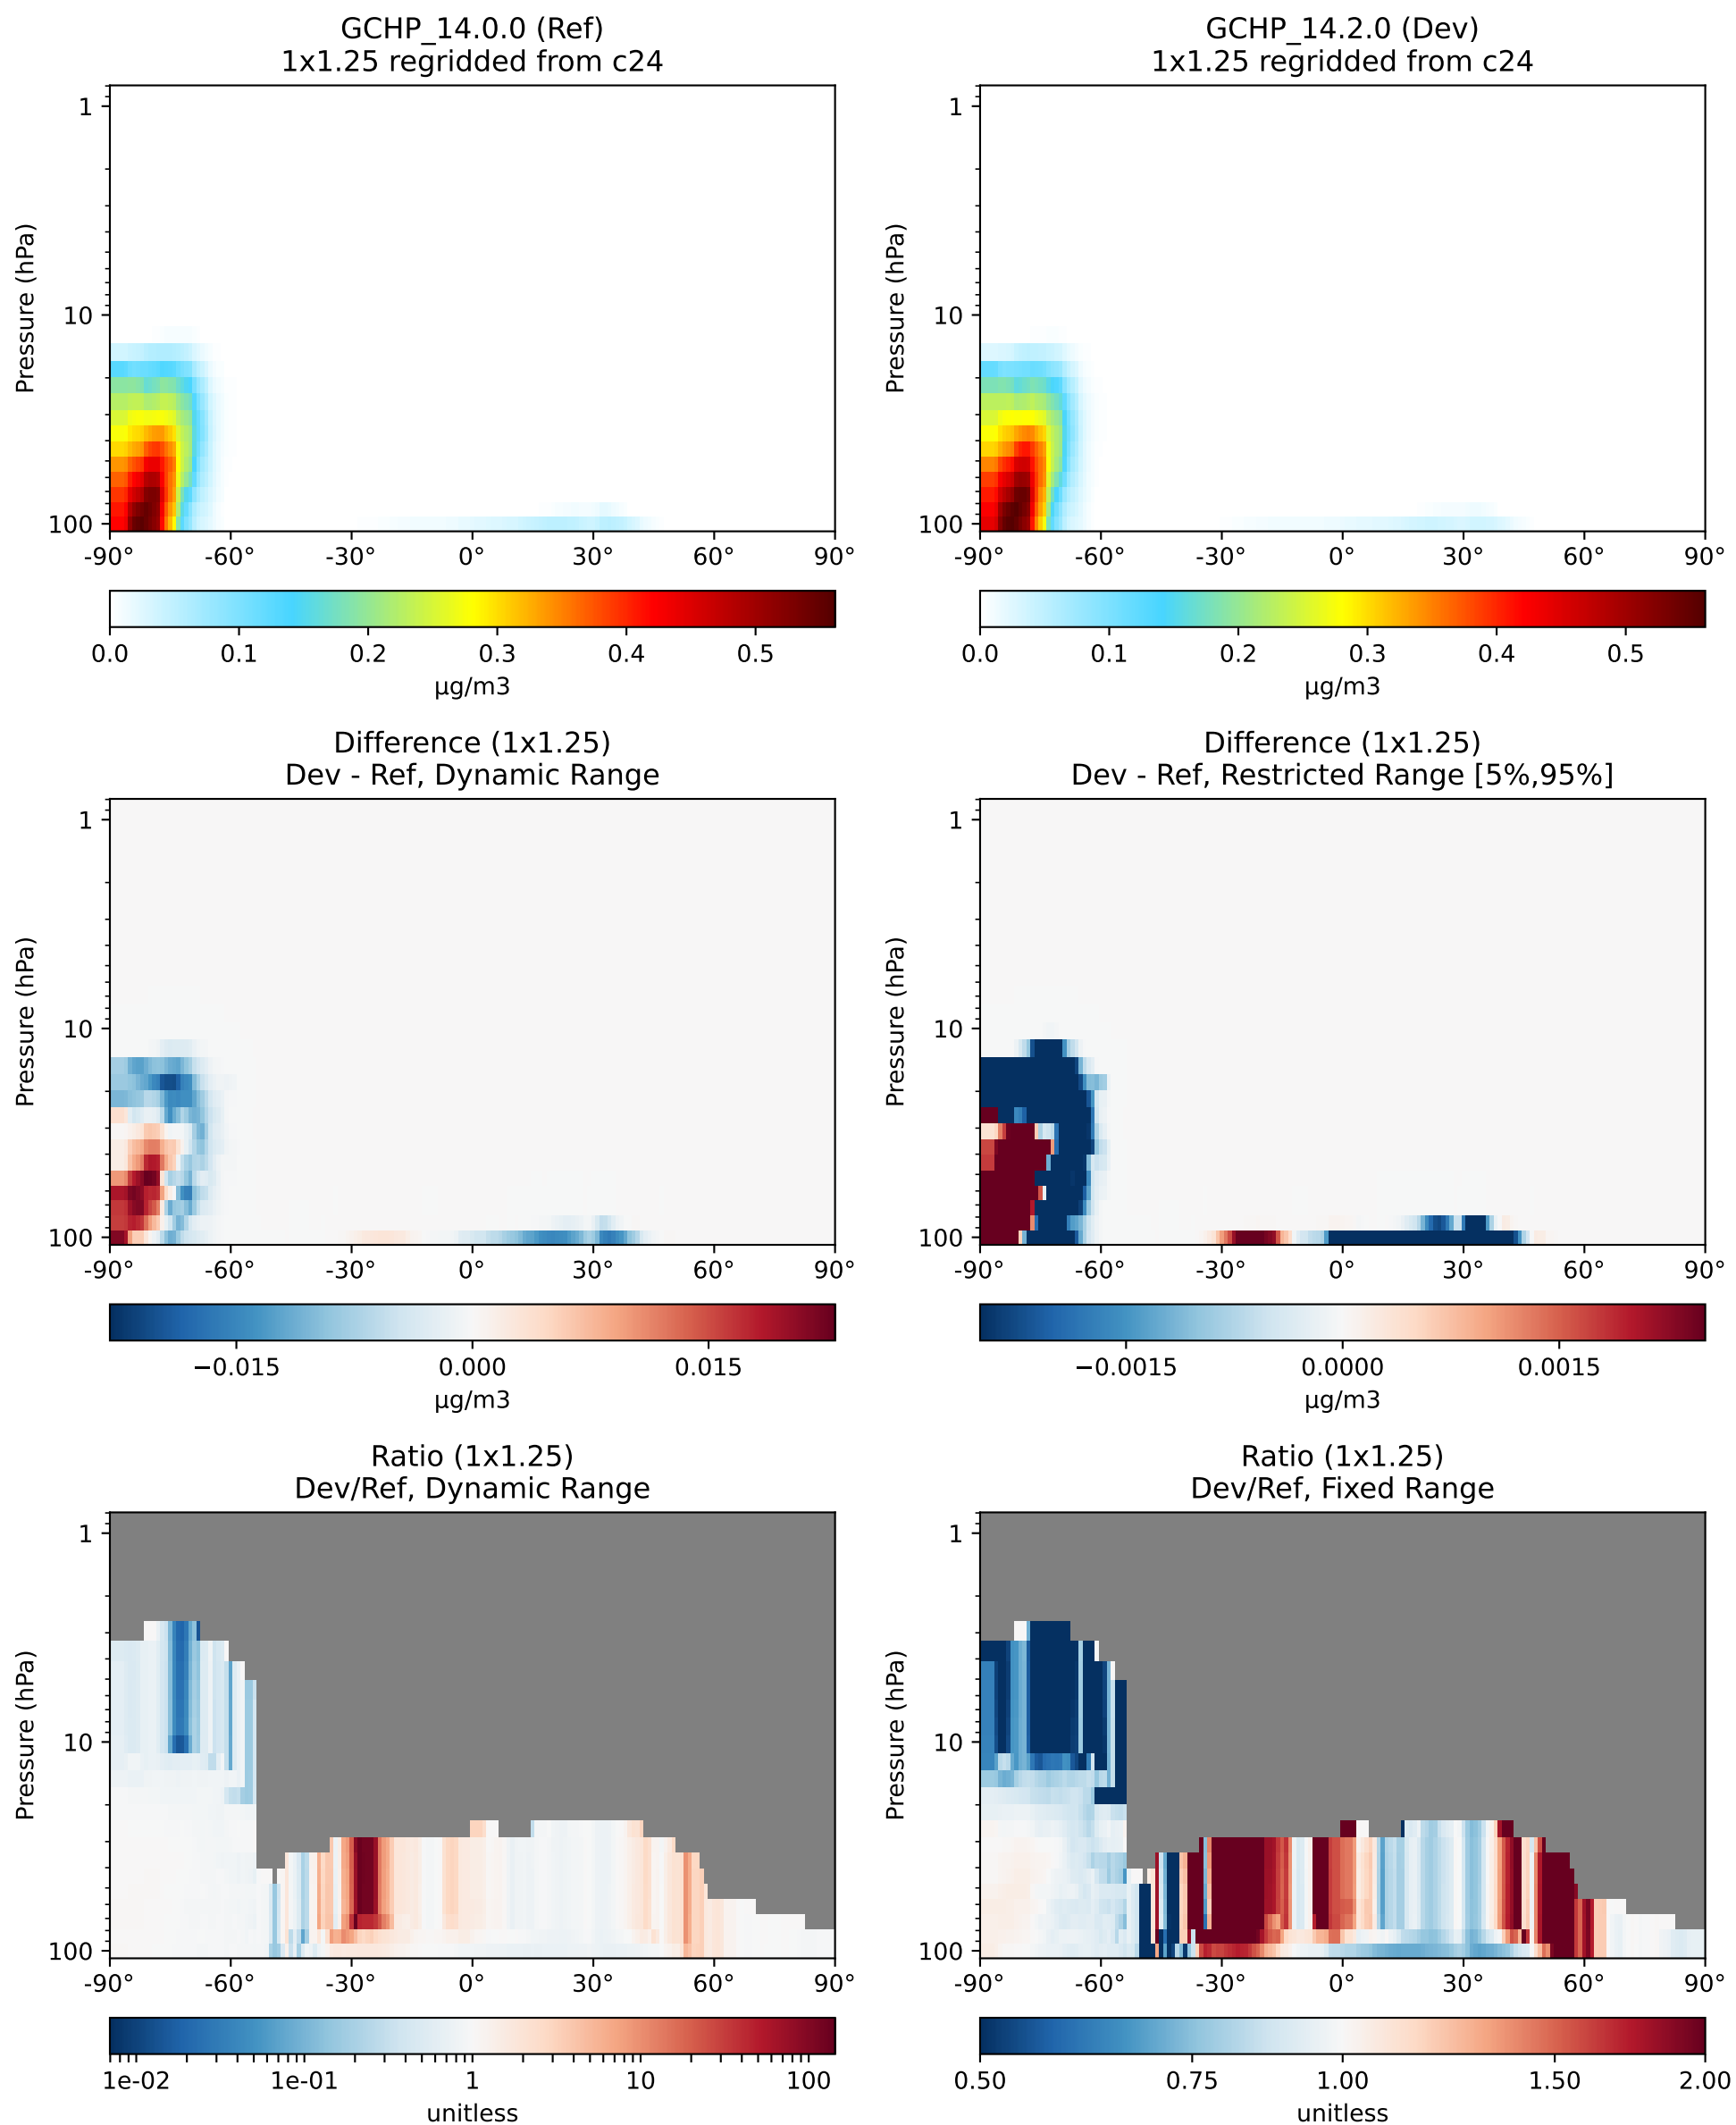 GCHP_14.0.0 (Ref)
1x1.25 regridded from c24
Pressure (hPa)
1
10
100
-90° -60° -30° 0° 30° 60° 90°
0.0 0.1 0.2 0.3 0.4 0.5
μg/m3
GCHP_14.2.0 (Dev)
1x1.25 regridded from c24
Pressure (hPa)
1
10
100
-90° -60° -30° 0° 30° 60° 90°
0.0 0.1 0.2 0.3 0.4 0.5
μg/m3
Difference (1x1.25)
Dev - Ref, Dynamic Range
Pressure (hPa)
1
10
100
-90° -60° -30° 0° 30° 60° 90°
−0.015 0.000 0.015
μg/m3
Difference (1x1.25)
Dev - Ref, Restricted Range [5%,95%]
Pressure (hPa)
1
10
100
-90° -60° -30° 0° 30° 60° 90°
−0.0015 0.0000 0.0015
μg/m3
Ratio (1x1.25)
Dev/Ref, Dynamic Range
Pressure (hPa)
1
10
100
-90° -60° -30° 0° 30° 60° 90°
1e-02 1e-01 1 10 100
unitless
Ratio (1x1.25)
Dev/Ref, Fixed Range
Pressure (hPa)
1
10
100
-90° -60° -30° 0° 30° 60° 90°
0.50 0.75 1.00 1.50 2.00
unitless